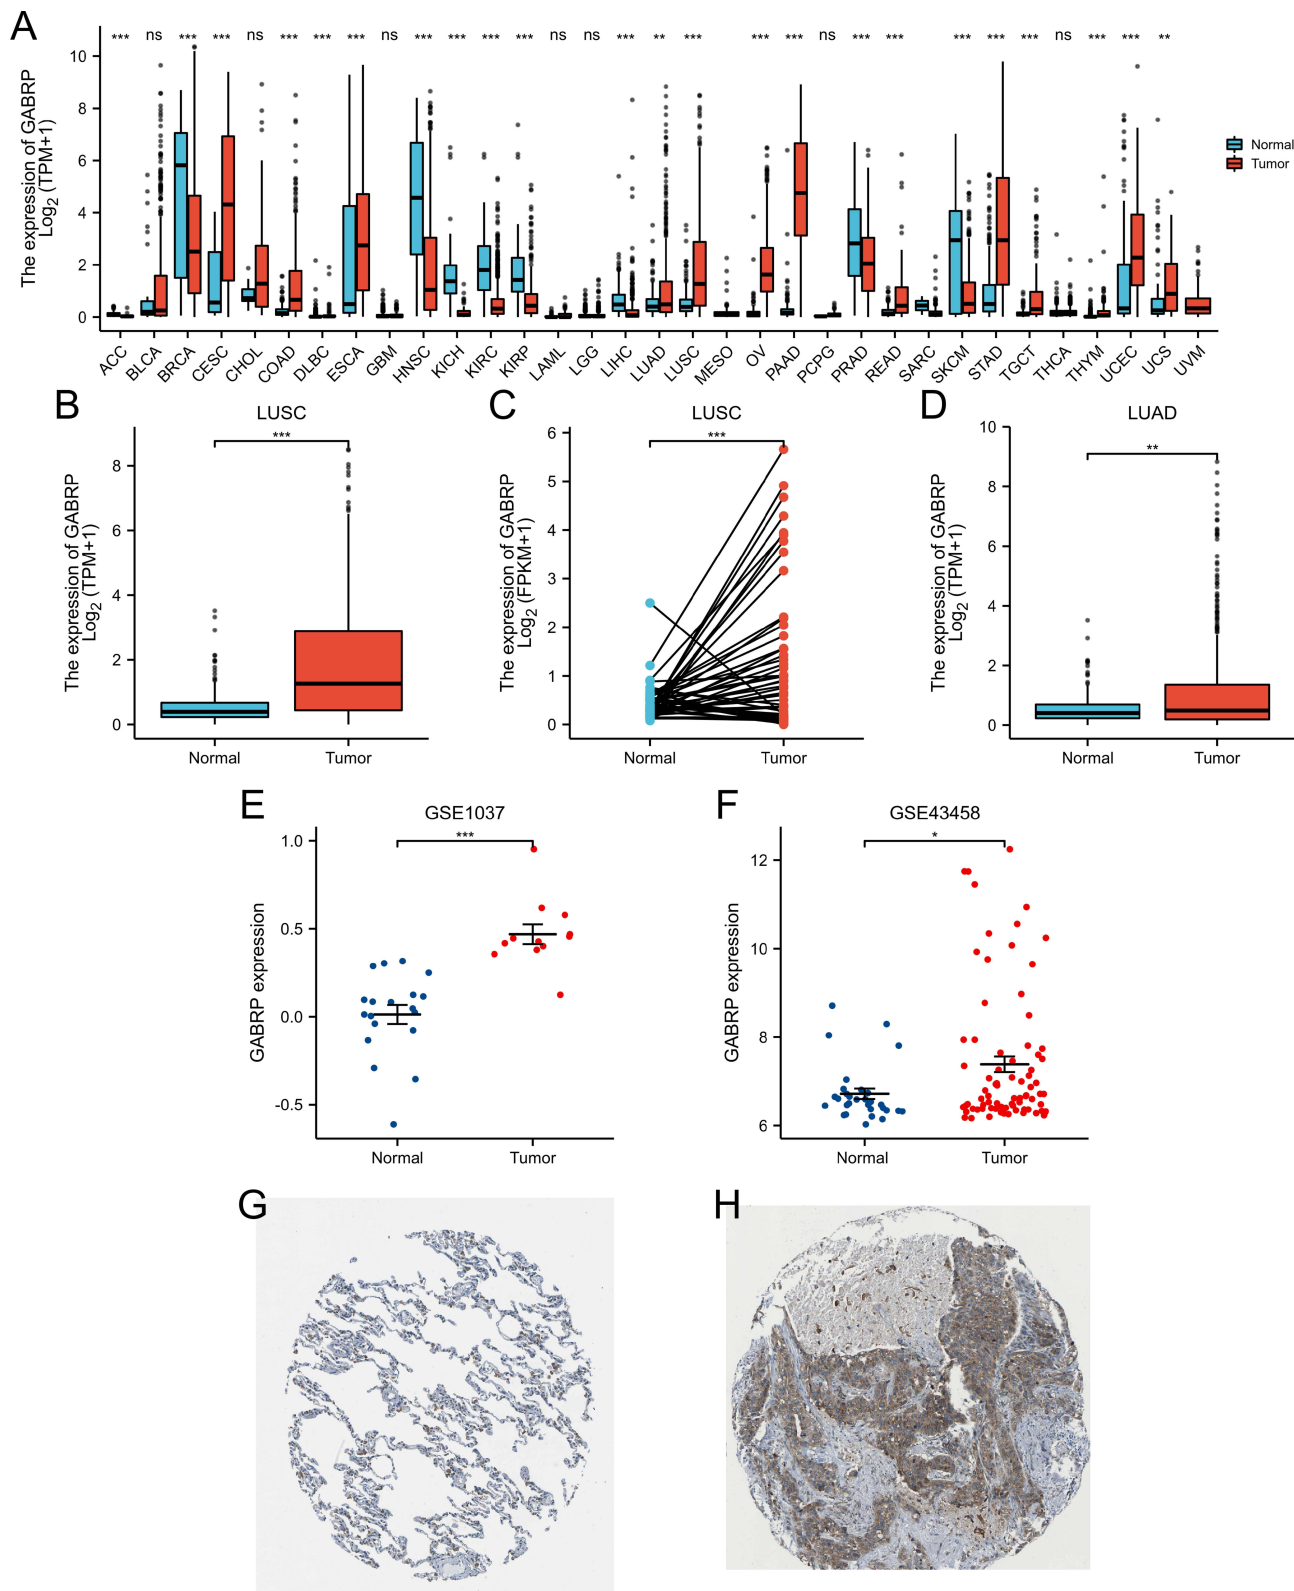 A
The expression of GABRP
Log2 (TPM+1)
10
8
6
4
2
0
*** ns *** *** ns *** *** *** ns *** *** *** *** ns ns *** ** *** *** *** ns *** *** *** *** *** ns *** *** **
Normal
Tumor
ACC BLCA BRCA CESC CHOL COAD DLBC ESCA GBM HNSC KICH KIRC KIRP LAML LGG LIHC LUAD LUSC MESO OV PAAD PCPG PRAD READ SARC SKCM STAD TGCT THCA THYM UCEC UCS UVM
B
LUSC
***
The expression of GABRP
Log2 (TPM+1)
8
6
4
2
0
Normal Tumor
C
LUSC
***
The expression of GABRP
Log2 (FPKM+1)
6
5
4
3
2
1
0
Normal Tumor
D
LUAD
**
The expression of GABRP
Log2 (TPM+1)
10
8
6
4
2
0
Normal Tumor
E
GSE1037
***
GABRP expression
1.0
0.5
0.0
-0.5
Normal Tumor
F
GSE43458
*
GABRP expression
12
10
8
6
Normal Tumor
G
H